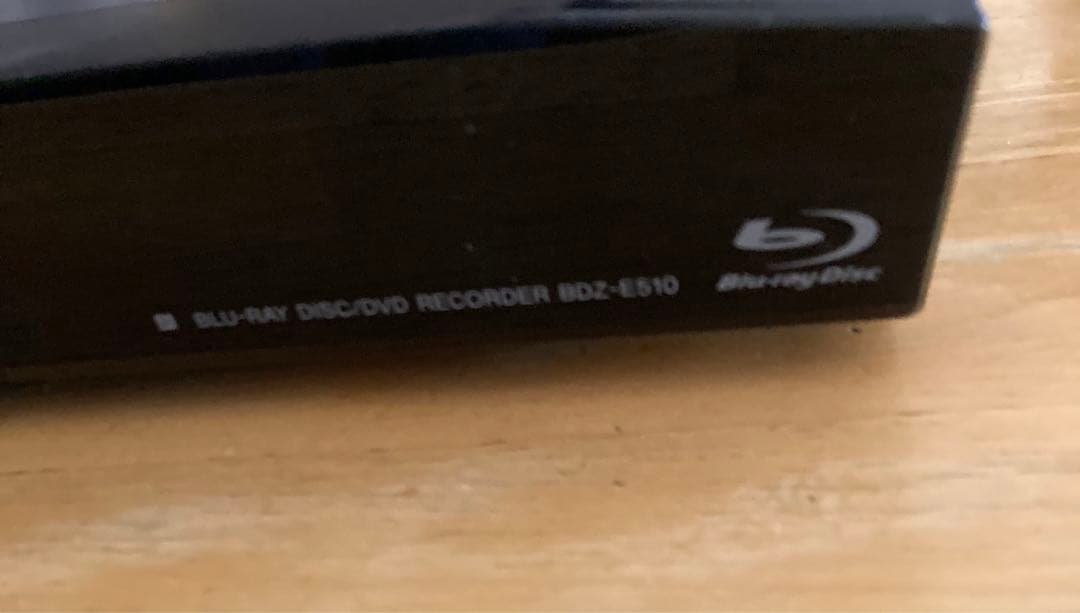 BLU-RAY DISC/DVD RECORDER BDZ-E510
Blu-ray Disc